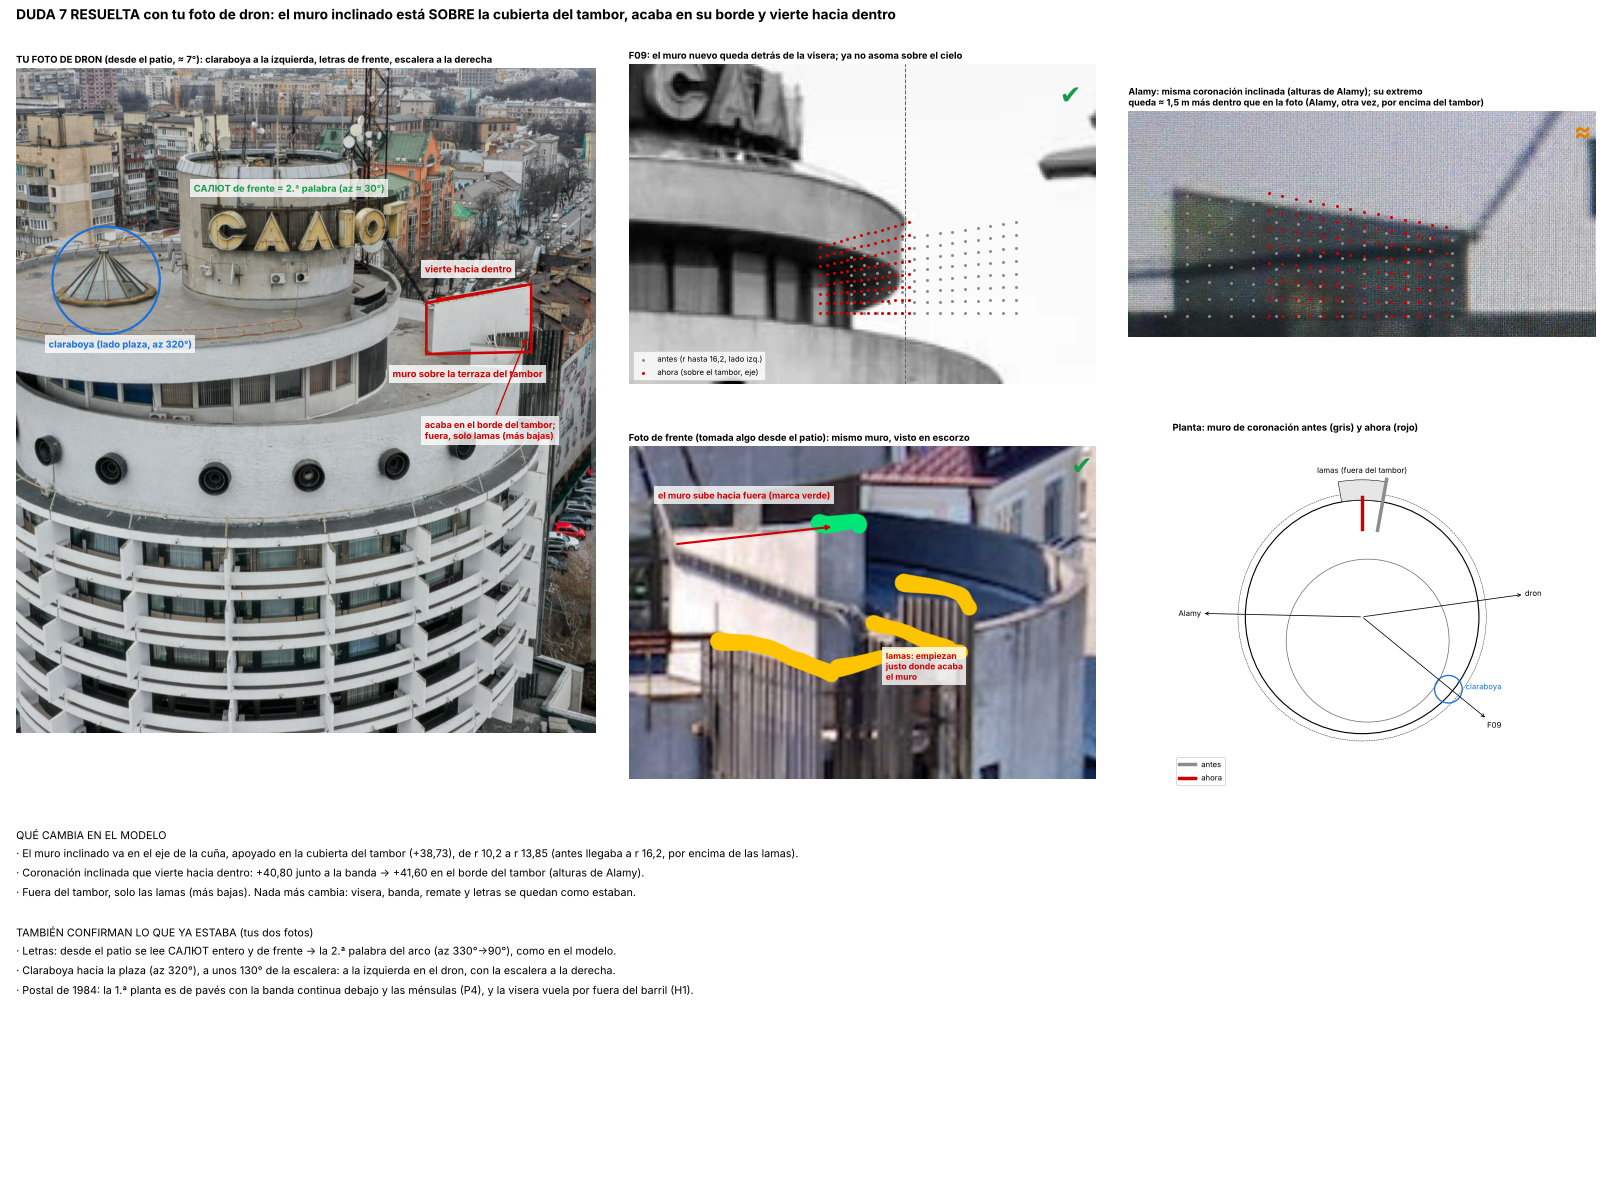 DUDA 7 RESUELTA con tu foto de dron: el muro inclinado está SOBRE la cubierta del tambor, acaba en su borde y vierte hacia dentro
TU FOTO DE DRON (desde el patio, ≈ 7°): claraboya a la izquierda, letras de frente, escalera a la derecha
САЛЮТ de frente = 2.ª palabra (az ≈ 30°)
САЛЮТ
vierte hacia dentro
claraboya (lado plaza, az 320°)
muro sobre la terraza del tambor
acaba en el borde del tambor;
fuera, solo lamas (más bajas)
F09: el muro nuevo queda detrás de la visera; ya no asoma sobre el cielo
СAЛ
✔
antes (r hasta 16,2, lado izq.)
ahora (sobre el tambor, eje)
Alamy: misma coronación inclinada (alturas de Alamy); su extremo
queda ≈ 1,5 m más dentro que en la foto (Alamy, otra vez, por encima del tambor)
≈
Foto de frente (tomada algo desde el patio): mismo muro, visto en escorzo
✔
el muro sube hacia fuera (marca verde)
lamas: empiezan
justo donde acaba
el muro
Planta: muro de coronación antes (gris) y ahora (rojo)
lamas (fuera del tambor)
dron
Alamy
claraboya
F09
antes
ahora
QUÉ CAMBIA EN EL MODELO
· El muro inclinado va en el eje de la cuña, apoyado en la cubierta del tambor (+38,73), de r 10,2 a r 13,85 (antes llegaba a r 16,2, por encima de las lamas).
· Coronación inclinada que vierte hacia dentro: +40,80 junto a la banda → +41,60 en el borde del tambor (alturas de Alamy).
· Fuera del tambor, solo las lamas (más bajas). Nada más cambia: visera, banda, remate y letras se quedan como estaban.
TAMBIÉN CONFIRMAN LO QUE YA ESTABA (tus dos fotos)
· Letras: desde el patio se lee САЛЮТ entero y de frente → la 2.ª palabra del arco (az 330°→90°), como en el modelo.
· Claraboya hacia la plaza (az 320°), a unos 130° de la escalera: a la izquierda en el dron, con la escalera a la derecha.
· Postal de 1984: la 1.ª planta es de pavés con la banda continua debajo y las ménsulas (P4), y la visera vuela por fuera del barril (H1).